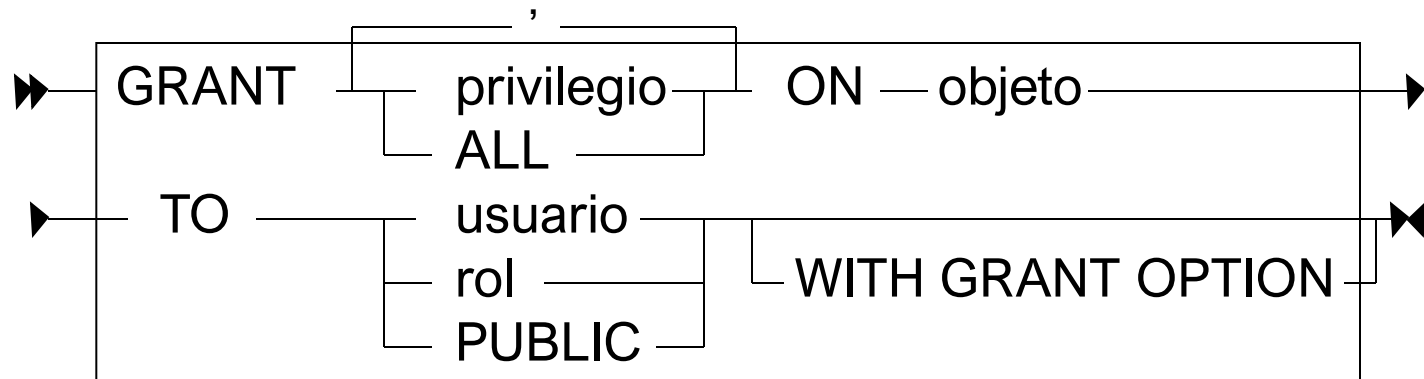 ,
GRANT privilegio ON objeto
ALL
TO usuario
rol WITH GRANT OPTION
PUBLIC